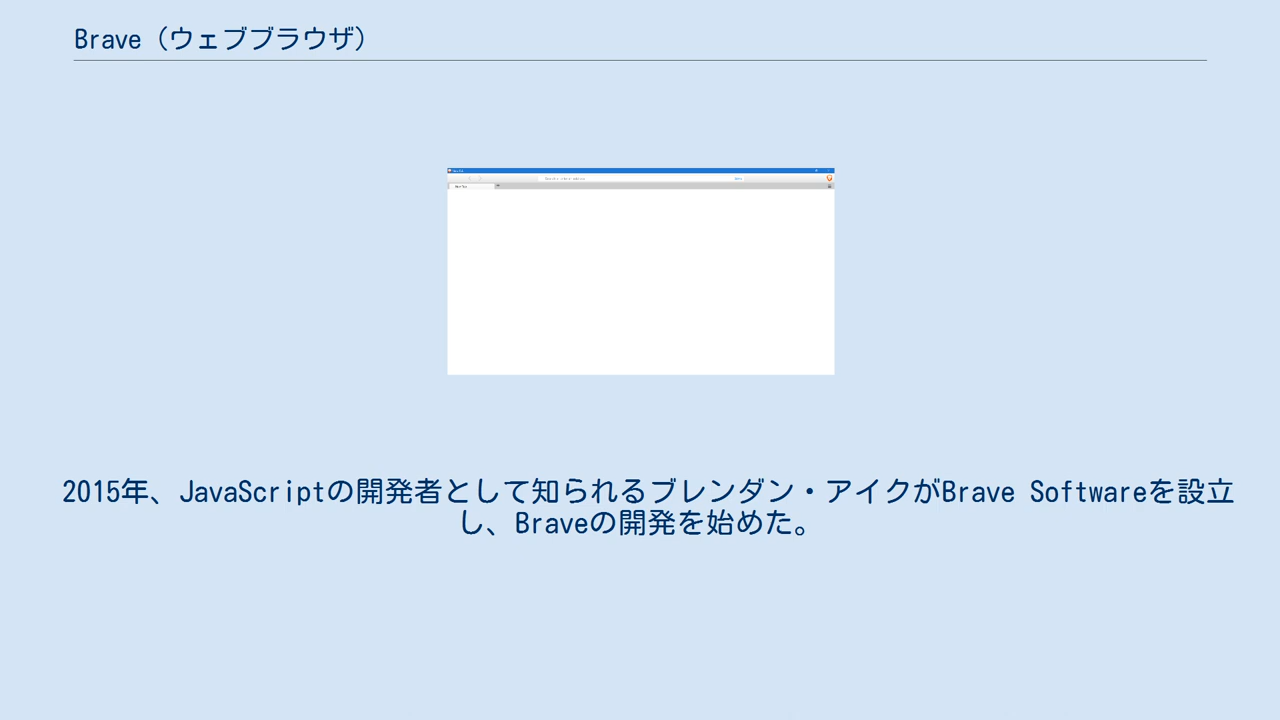 Brave（ウェブブラウザ）
2015年、JavaScriptの開発者として知られるブレンダン・アイクがBrave Softwareを設立
し、Braveの開発を始めた。